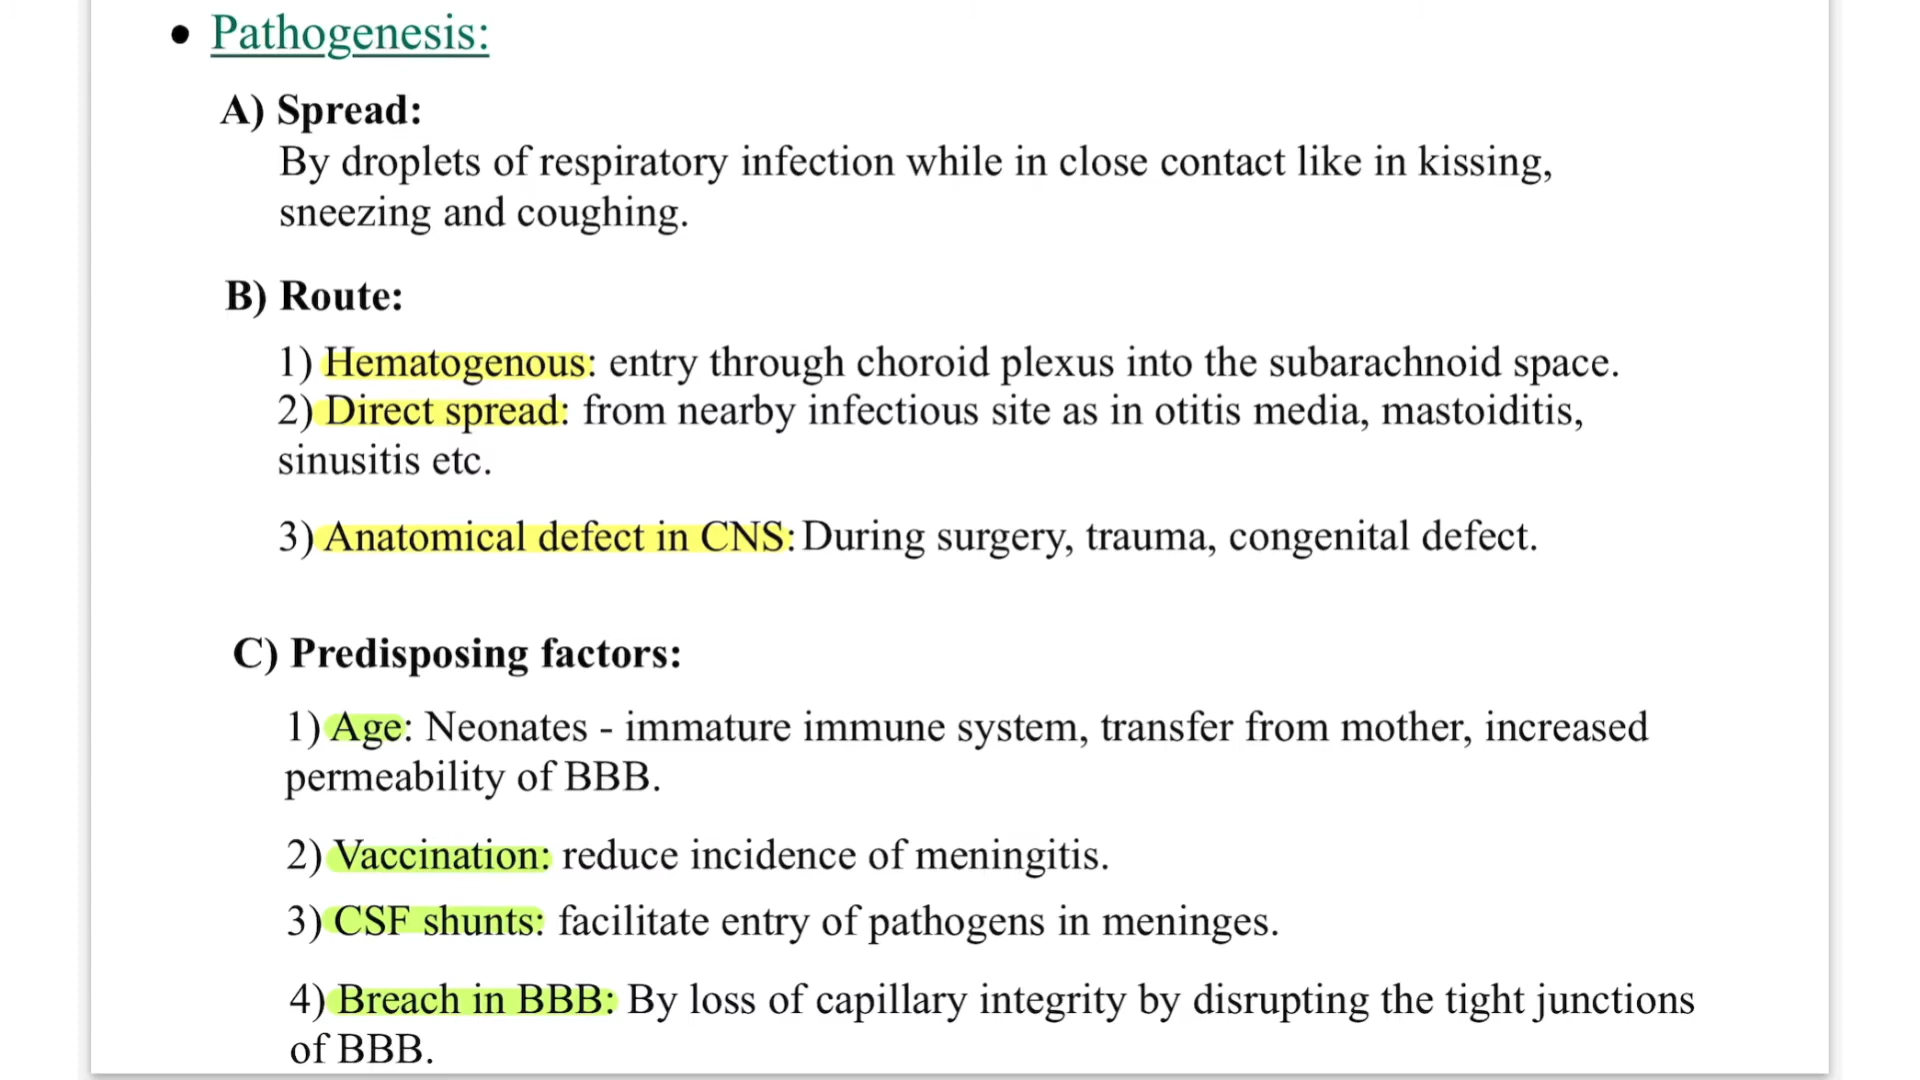 • Pathogenesis:
A) Spread:
By droplets of respiratory infection while in close contact like in kissing,
sneezing and coughing.
B) Route:
1) Hematogenous: entry through choroid plexus into the subarachnoid space.
2) Direct spread: from nearby infectious site as in otitis media, mastoiditis,
sinusitis etc.
3) Anatomical defect in CNS: During surgery, trauma, congenital defect.
C) Predisposing factors:
1) Age: Neonates - immature immune system, transfer from mother, increased
permeability of BBB.
2) Vaccination: reduce incidence of meningitis.
3) CSF shunts: facilitate entry of pathogens in meninges.
4) Breach in BBB: By loss of capillary integrity by disrupting the tight junctions
of BBB.